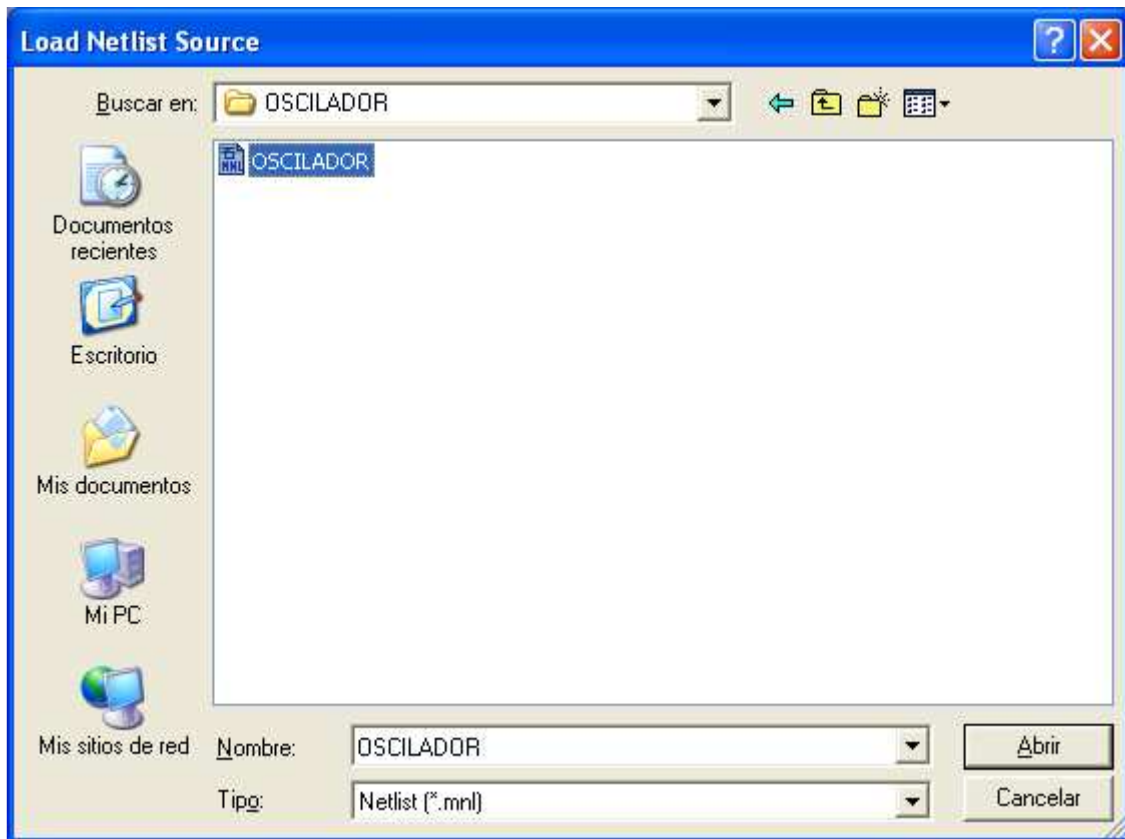 Load Netlist Source
Buscar en: OSCILADOR
OSCILADOR
Documentos
recientes
Escritorio
Mis documentos
Mi PC
Mis sitios de red
Nombre: OSCILADOR
Abrir
Tipo: Netlist (*.mnl)
Cancelar